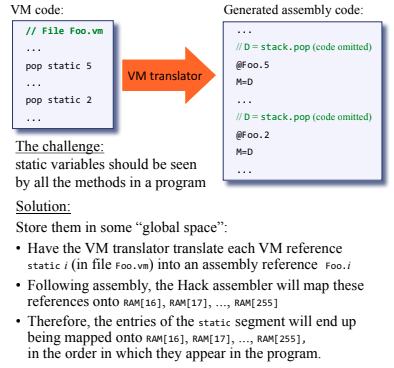 VM code:
// File Foo.vm
...
pop static 5
...
pop static 2
...
VM translator
Generated assembly code:
...
// D = stack.pop (code omitted)
@Foo.5
M=D
...
// D = stack.pop (code omitted)
@Foo.2
M=D
...
The challenge:
static variables should be seen
by all the methods in a program
Solution:
Store them in some “global space”:
• Have the VM translator translate each VM reference
static i (in file Foo.vm) into an assembly reference Foo.i
• Following assembly, the Hack assembler will map these
references onto RAM[16], RAM[17], ..., RAM[255]
• Therefore, the entries of the static segment will end up
being mapped onto RAM[16], RAM[17], ..., RAM[255],
in the order in which they appear in the program.